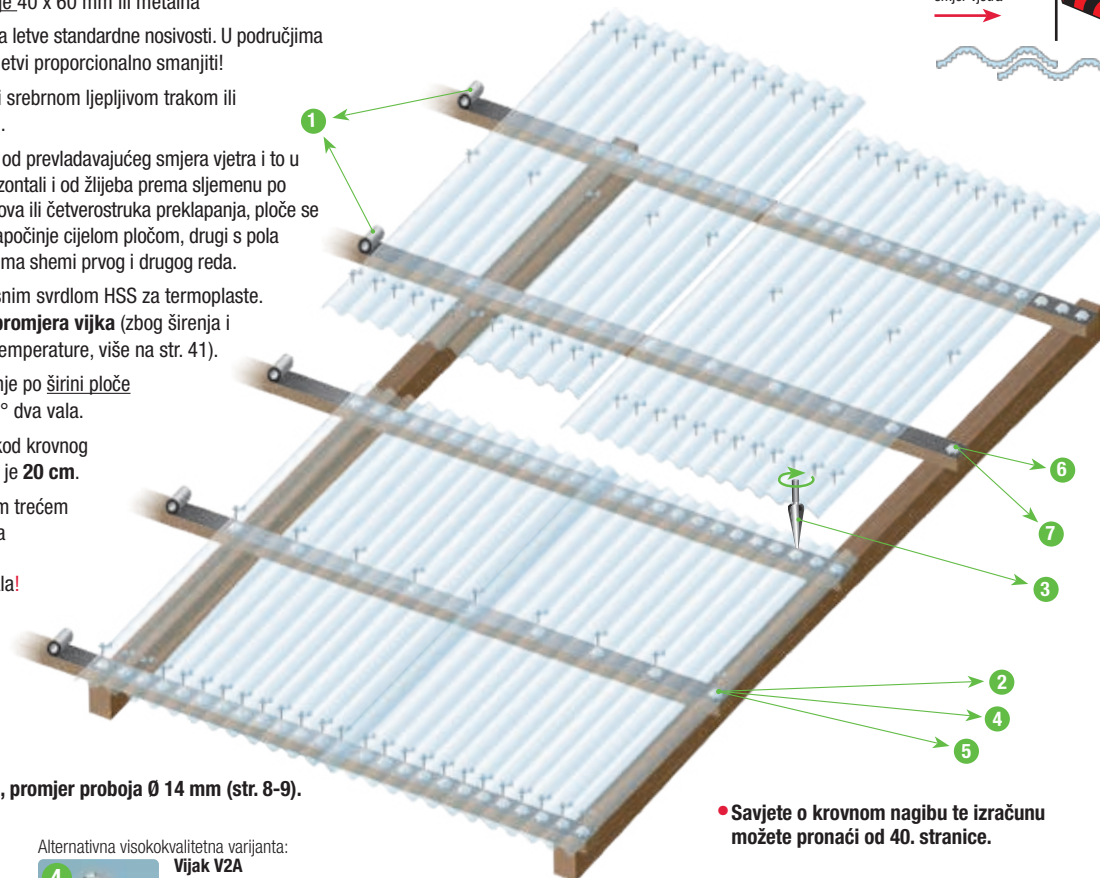 je 40 x 60 mm ili metalna
a letve standardne nosivosti. U područjima
etvi proporcionalno smanjiti!
i srebrnom ljepljivom trakom ili
.
od prevladavajućeg smjera vjetra i to u
zontali i od žlijeba prema sljemenu po
ova ili četverostruka preklapanja, ploče se
apočinje cijelom pločom, drugi s pola
ma shemi prvog i drugog reda.
snim svrdlom HSS za termoplaste.
promjera vijka (zbog širenja i
temperature, više na str. 41).
nje po širini ploče
° dva vala.
kod krovnog
je 20 cm.
m trećem
a
la!
, promjer proboja Ø 14 mm (str. 8-9).
Alternativna visokokvalitetna varijanta:
4
Vijak V2A
smjer vjetra
1
6
7
3
2
4
5
• Savjete o krovnom nagibu te izračunu
možete pronaći od 40. stranice.